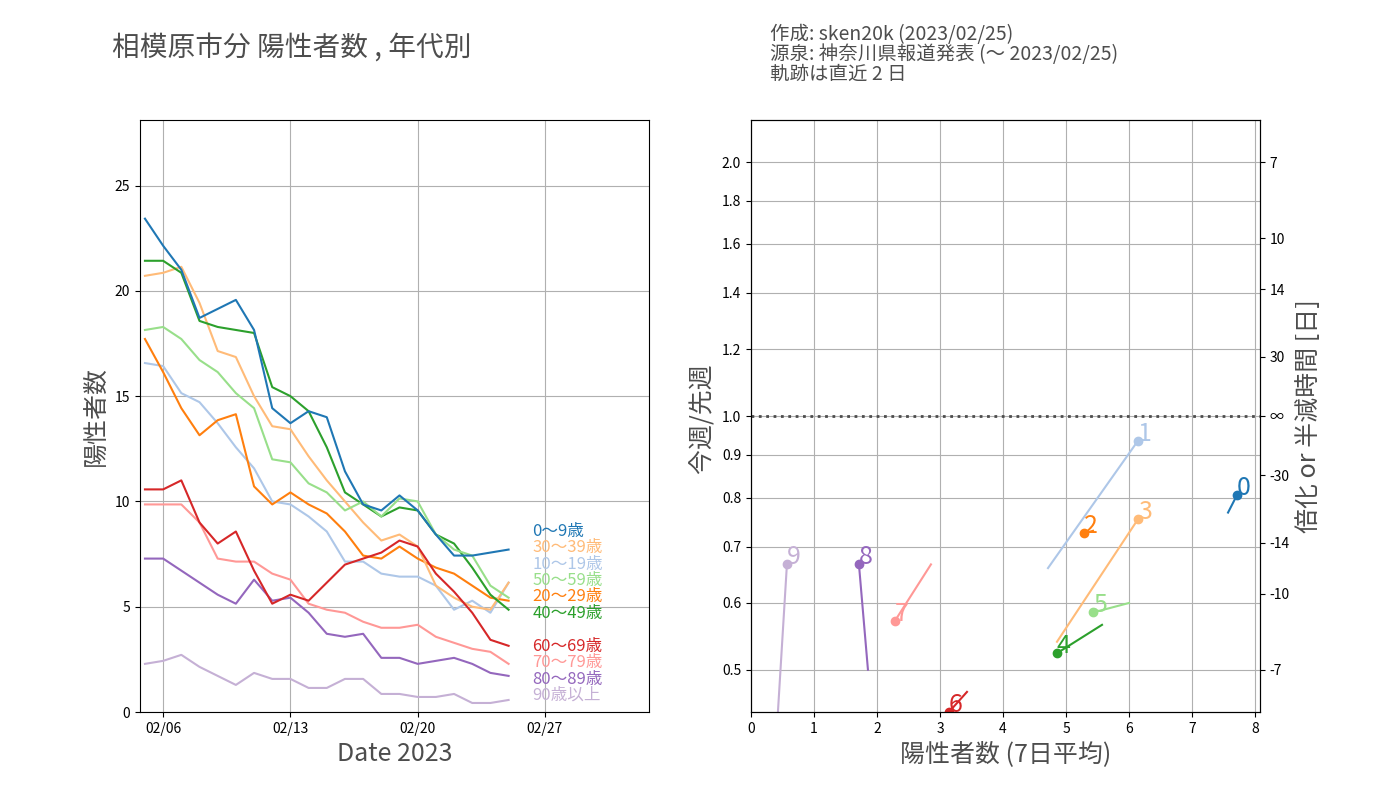 相模原市分 陽性者数 , 年代別
作成: sken20k (2023/02/25)
源泉: 神奈川県報道発表 (〜 2023/02/25)
軌跡は直近 2 日
陽性者数
25
20
15
10
5
0
02/06
02/13
02/20
02/27
Date 2023
0〜9歳
30〜39歳
10〜19歳
50〜59歳
20〜29歳
40〜49歳
60〜69歳
70〜79歳
80〜89歳
90歳以上
今週/先週
2.0
1.8
1.6
1.4
1.2
1.0
0.9
0.8
0.7
0.6
0.5
0
1
2
3
4
5
6
7
8
陽性者数 (7日平均)
7
10
14
30
∞
-30
-14
-10
-7
倍化 or 半減時間 [日]
1
0
3
2
9
8
5
7
4
6